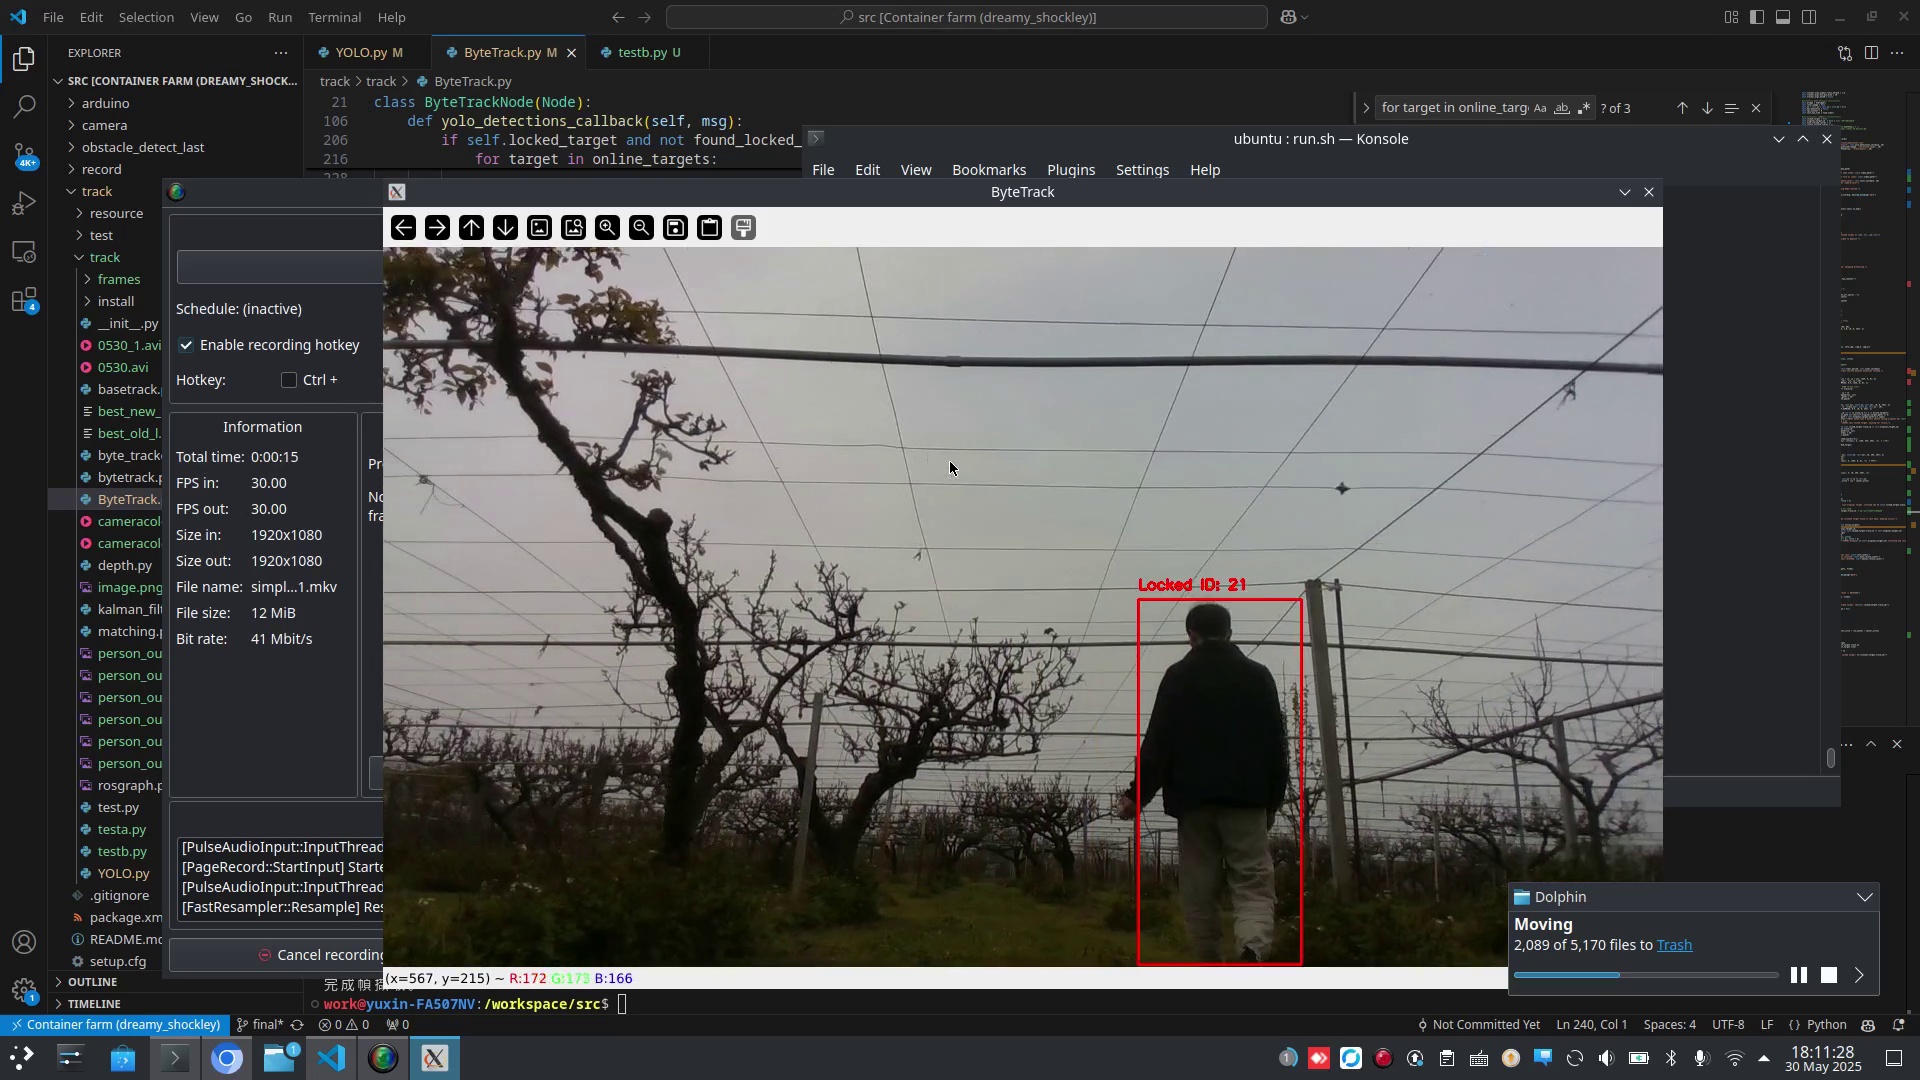 File Edit Selection View Go Run Terminal Help
src [Container farm (dreamy_shockley)]
EXPLORER
YOLO.py M
ByteTrack.py M
testb.py U
SRC [CONTAINER FARM (DREAMY_SHOCK...
track > track > ByteTrack.py
arduino
camera
obstacle_detect_last
record
track
resource
test
track
frames
install
__init__.py
0530_1.avi
0530.avi
basetrack.
best_new_
best_old_l.
byte_track
bytetrack.p
ByteTrack.
cameracol
cameracol
depth.py
image.png
kalman_filt
matching.p
person_ou
person_ou
person_ou
person_ou
person_ou
person_ou
rosgraph.p
test.py
testa.py
testb.py
YOLO.py
.gitignore
package.xm
README.md
setup.cfg
OUTLINE
TIMELINE
4K+
4
1
21 class ByteTrackNode(Node):
106 def yolo_detections_callback(self, msg):
206 if self.locked_target and not found_locked_
216 for target in online_targets:
for target in online_targ
Aa ab
? of 3
ubuntu : run.sh — Konsole
File Edit View Bookmarks Plugins Settings Help
ByteTrack
Schedule: (inactive)
Enable recording hotkey
Hotkey: Ctrl +
Information
Total time: 0:00:15
FPS in: 30.00
FPS out: 30.00
Size in: 1920x1080
Size out: 1920x1080
File name: simpl...1.mkv
File size: 12 MiB
Bit rate: 41 Mbit/s
[PulseAudioInput::InputThread
[PageRecord::StartInput] Starte
[PulseAudioInput::InputThread
[FastResampler::Resample] Res
Cancel recording
Locked ID: 21
(x=567, y=215) ~ R:172 G:173 B:166
work@yuxin-FA507NV:/workspace/src$
Dolphin
Moving
2,089 of 5,170 files to Trash
Container farm (dreamy_shockley)
final*
0 0
0
Not Committed Yet
Ln 240, Col 1
Spaces: 4
UTF-8
LF
Python
1
1
18:11:28
30 May 2025